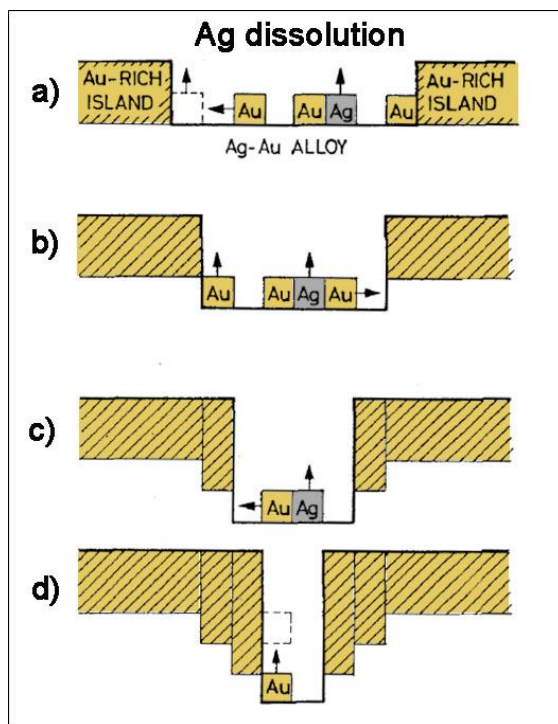 Ag dissolution
a)
Au-RICH
ISLAND
Au
Au
Ag
Au
Au-RICH
ISLAND
Ag-Au ALLOY
b)
Au
Au
Ag
Au
c)
Au
Ag
d)
Au